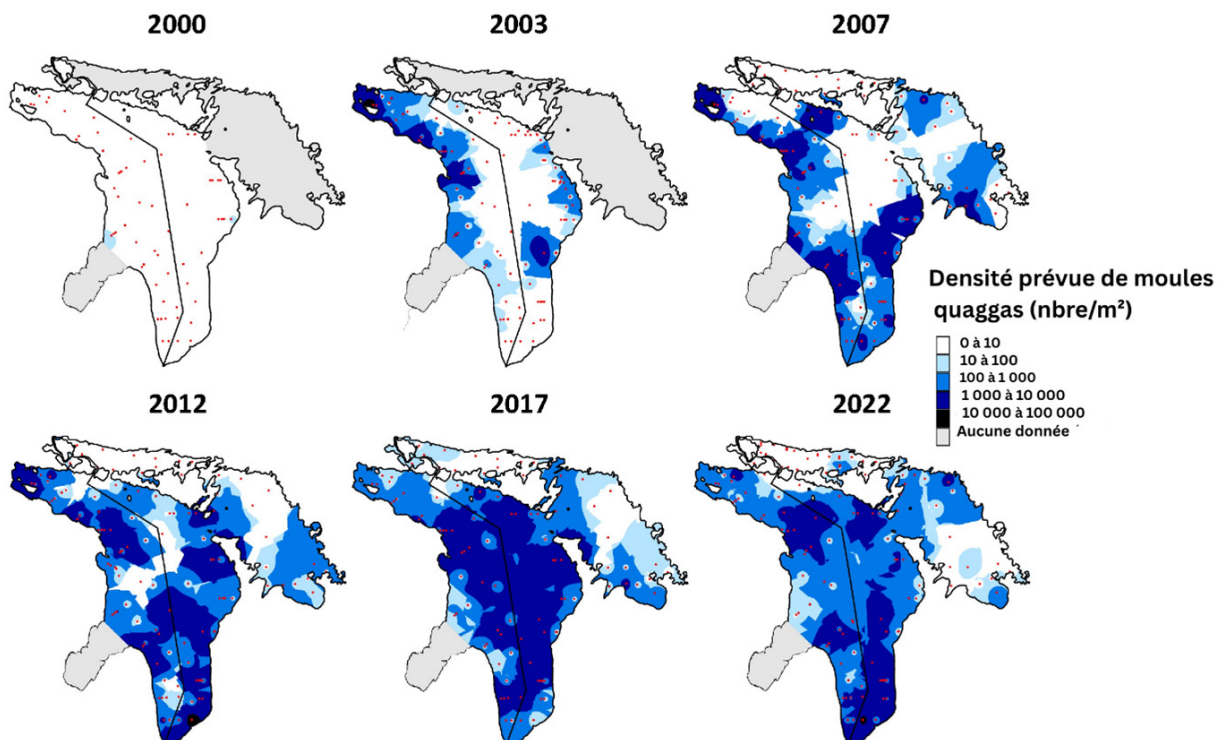 2000
2003
2007
Densité prévue de moules
quaggas (nbre/m²)
0 à 10
10 à 100
100 à 1 000
1 000 à 10 000
10 000 à 100 000
Aucune donnée
2012
2017
2022